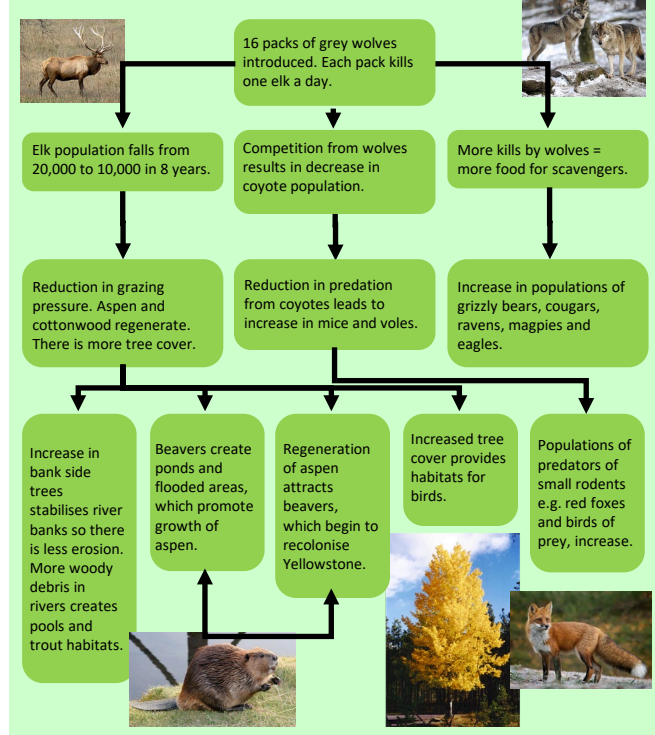 16 packs of grey wolves
introduced. Each pack kills
one elk a day.
Elk population falls from
20,000 to 10,000 in 8 years.
Competition from wolves
results in decrease in
coyote population.
More kills by wolves =
more food for scavengers.
Reduction in grazing
pressure. Aspen and
cottonwood regenerate.
There is more tree cover.
Reduction in predation
from coyotes leads to
increase in mice and voles.
Increase in populations of
grizzly bears, cougars,
ravens, magpies and
eagles.
Increase in
bank side
trees
stabilises river
banks so there
is less erosion.
More woody
debris in
rivers creates
pools and
trout habitats.
Beavers create
ponds and
flooded areas,
which promote
growth of
aspen.
Regeneration
of aspen
attracts
beavers,
which begin to
recolonise
Yellowstone.
Increased tree
cover provides
habitats for
birds.
Populations of
predators of
small rodents
e.g. red foxes
and birds of
prey, increase.